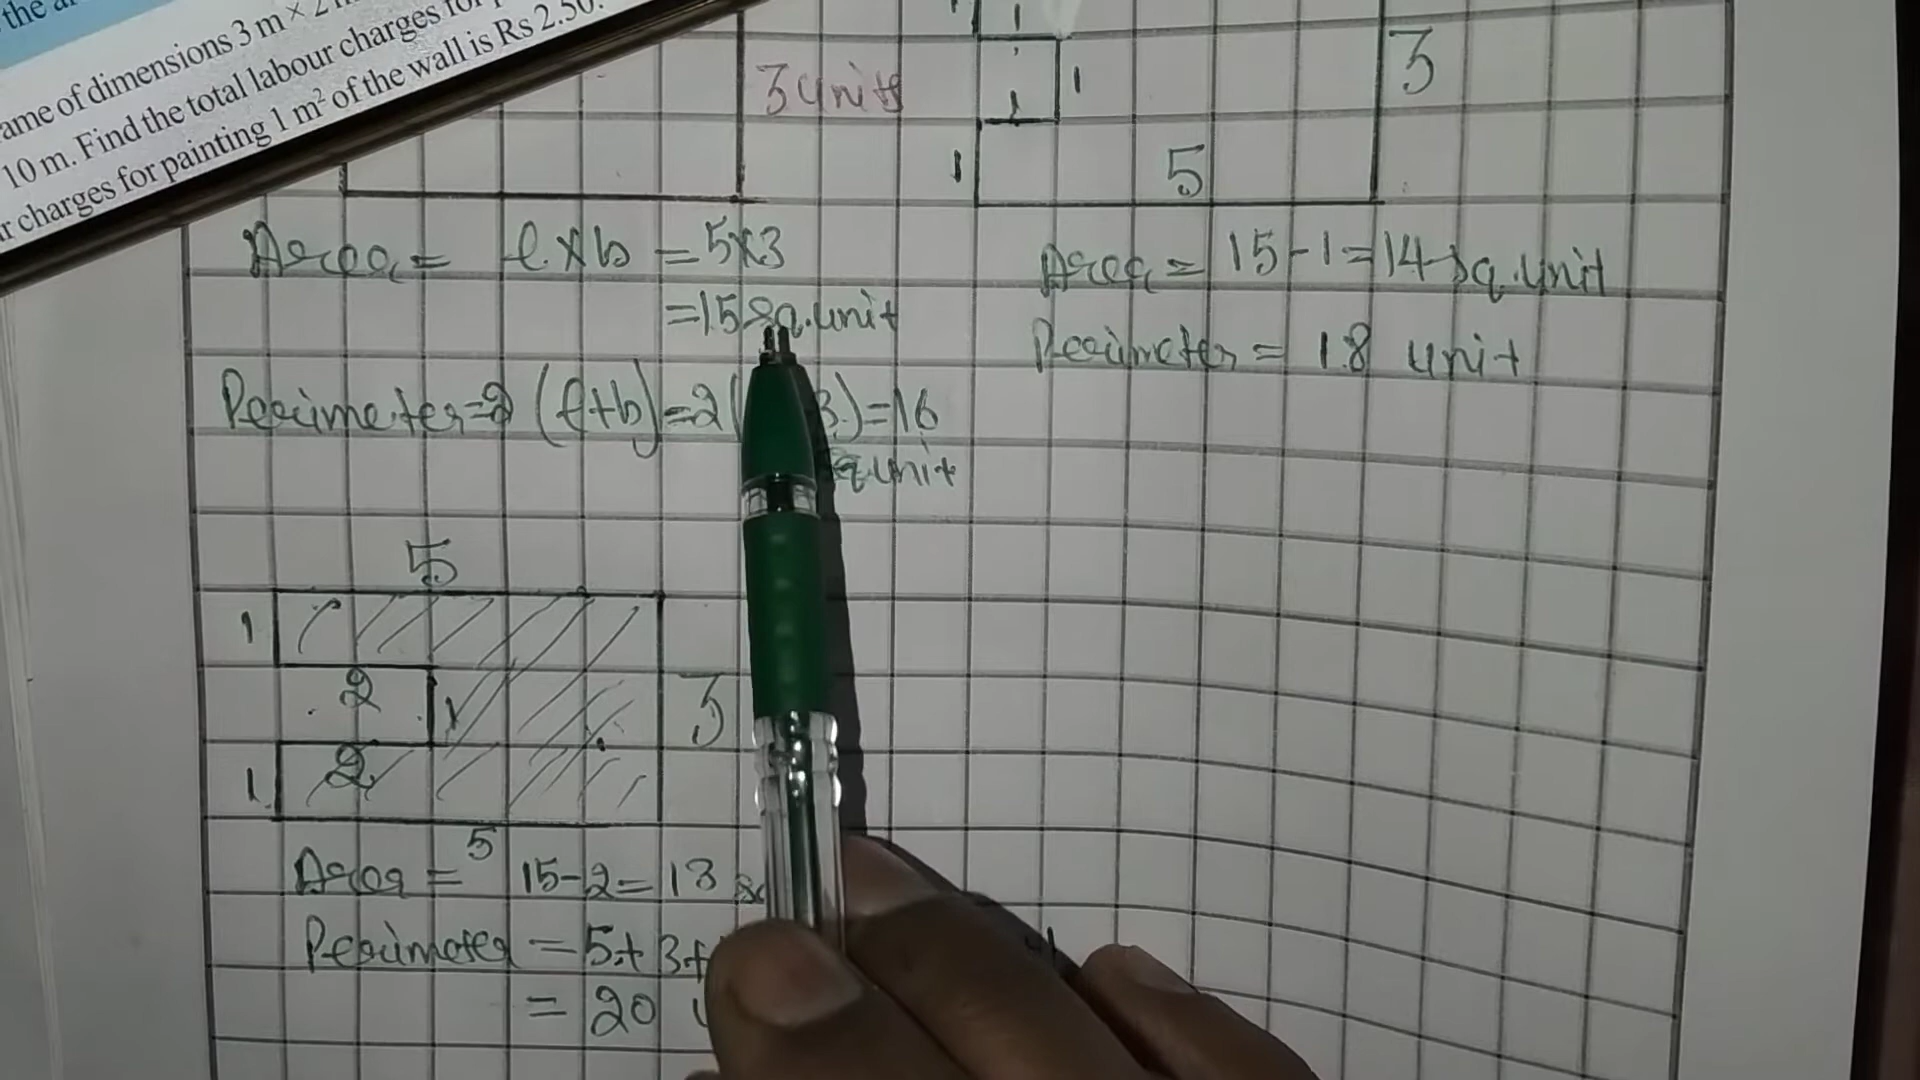 the
ame of dimensions 3 m × 2
10 m. Find the total labour charges for
r charges for painting 1 m² of the wall is Rs 2.50.
3 units
1
1
1
3
1
5
Area = l×b = 5×3
=15 sq.unit
Perimeter=2 (l+b)=2( 3)=16
sq.unit
Area = 15-1=14 sq.unit
Perimeter = 18 unit
5
1
2
1
3
1
2
5
Area = 15-2=13
Perimeter = 5+3+
= 20